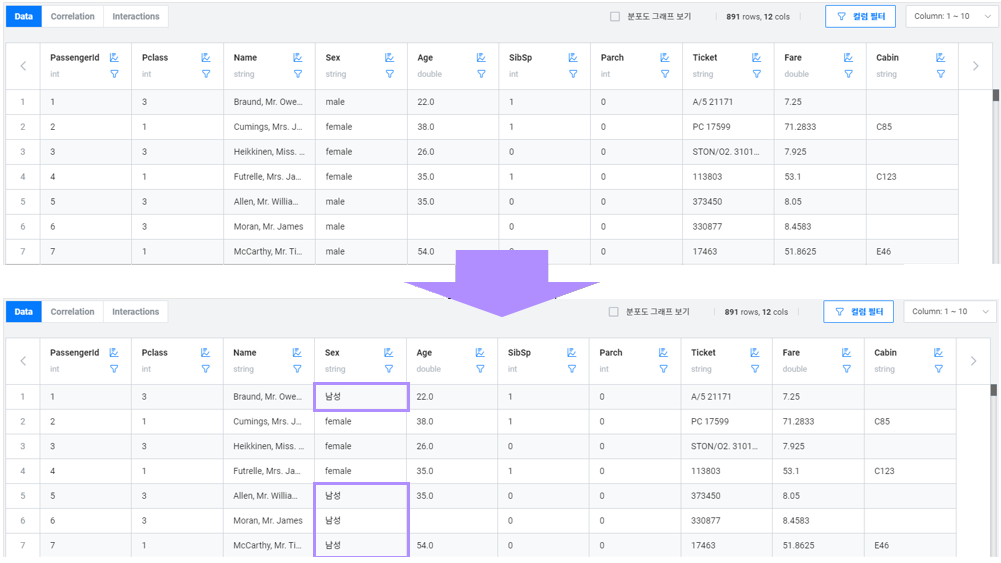 Data Correlation Interactions 분포도 그래프 보기 891 rows, 12 cols 컬럼 필터 Column: 1 ~ 10
PassengerId Pclass Name Sex Age SibSp Parch Ticket Fare Cabin
int int string string double int int string double string
1 1 3 Braund, Mr. Owe... male 22.0 1 0 A/5 21171 7.25
2 2 1 Cumings, Mrs. J... female 38.0 1 0 PC 17599 71.2833 C85
3 3 3 Heikkinen, Miss. ... female 26.0 0 0 STON/O2. 3101... 7.925
4 4 1 Futrelle, Mrs. Ja... female 35.0 1 0 113803 53.1 C123
5 5 3 Allen, Mr. Willia... male 35.0 0 0 373450 8.05
6 6 3 Moran, Mr. James male 0 0 330877 8.4583
7 7 1 McCarthy, Mr. Ti... male 54.0 0 17463 51.8625 E46
Data Correlation Interactions 분포도 그래프 보기 891 rows, 12 cols 컬럼 필터 Column: 1 ~ 10
PassengerId Pclass Name Sex Age SibSp Parch Ticket Fare Cabin
int int string string double int int string double string
1 1 3 Braund, Mr. Owe... 남성 22.0 1 0 A/5 21171 7.25
2 2 1 Cumings, Mrs. J... female 38.0 1 0 PC 17599 71.2833 C85
3 3 3 Heikkinen, Miss. ... female 26.0 0 0 STON/O2. 3101... 7.925
4 4 1 Futrelle, Mrs. Ja... female 35.0 1 0 113803 53.1 C123
5 5 3 Allen, Mr. Willia... 남성 35.0 0 0 373450 8.05
6 6 3 Moran, Mr. James 남성 0 0 330877 8.4583
7 7 1 McCarthy, Mr. Ti... 남성 54.0 0 0 17463 51.8625 E46